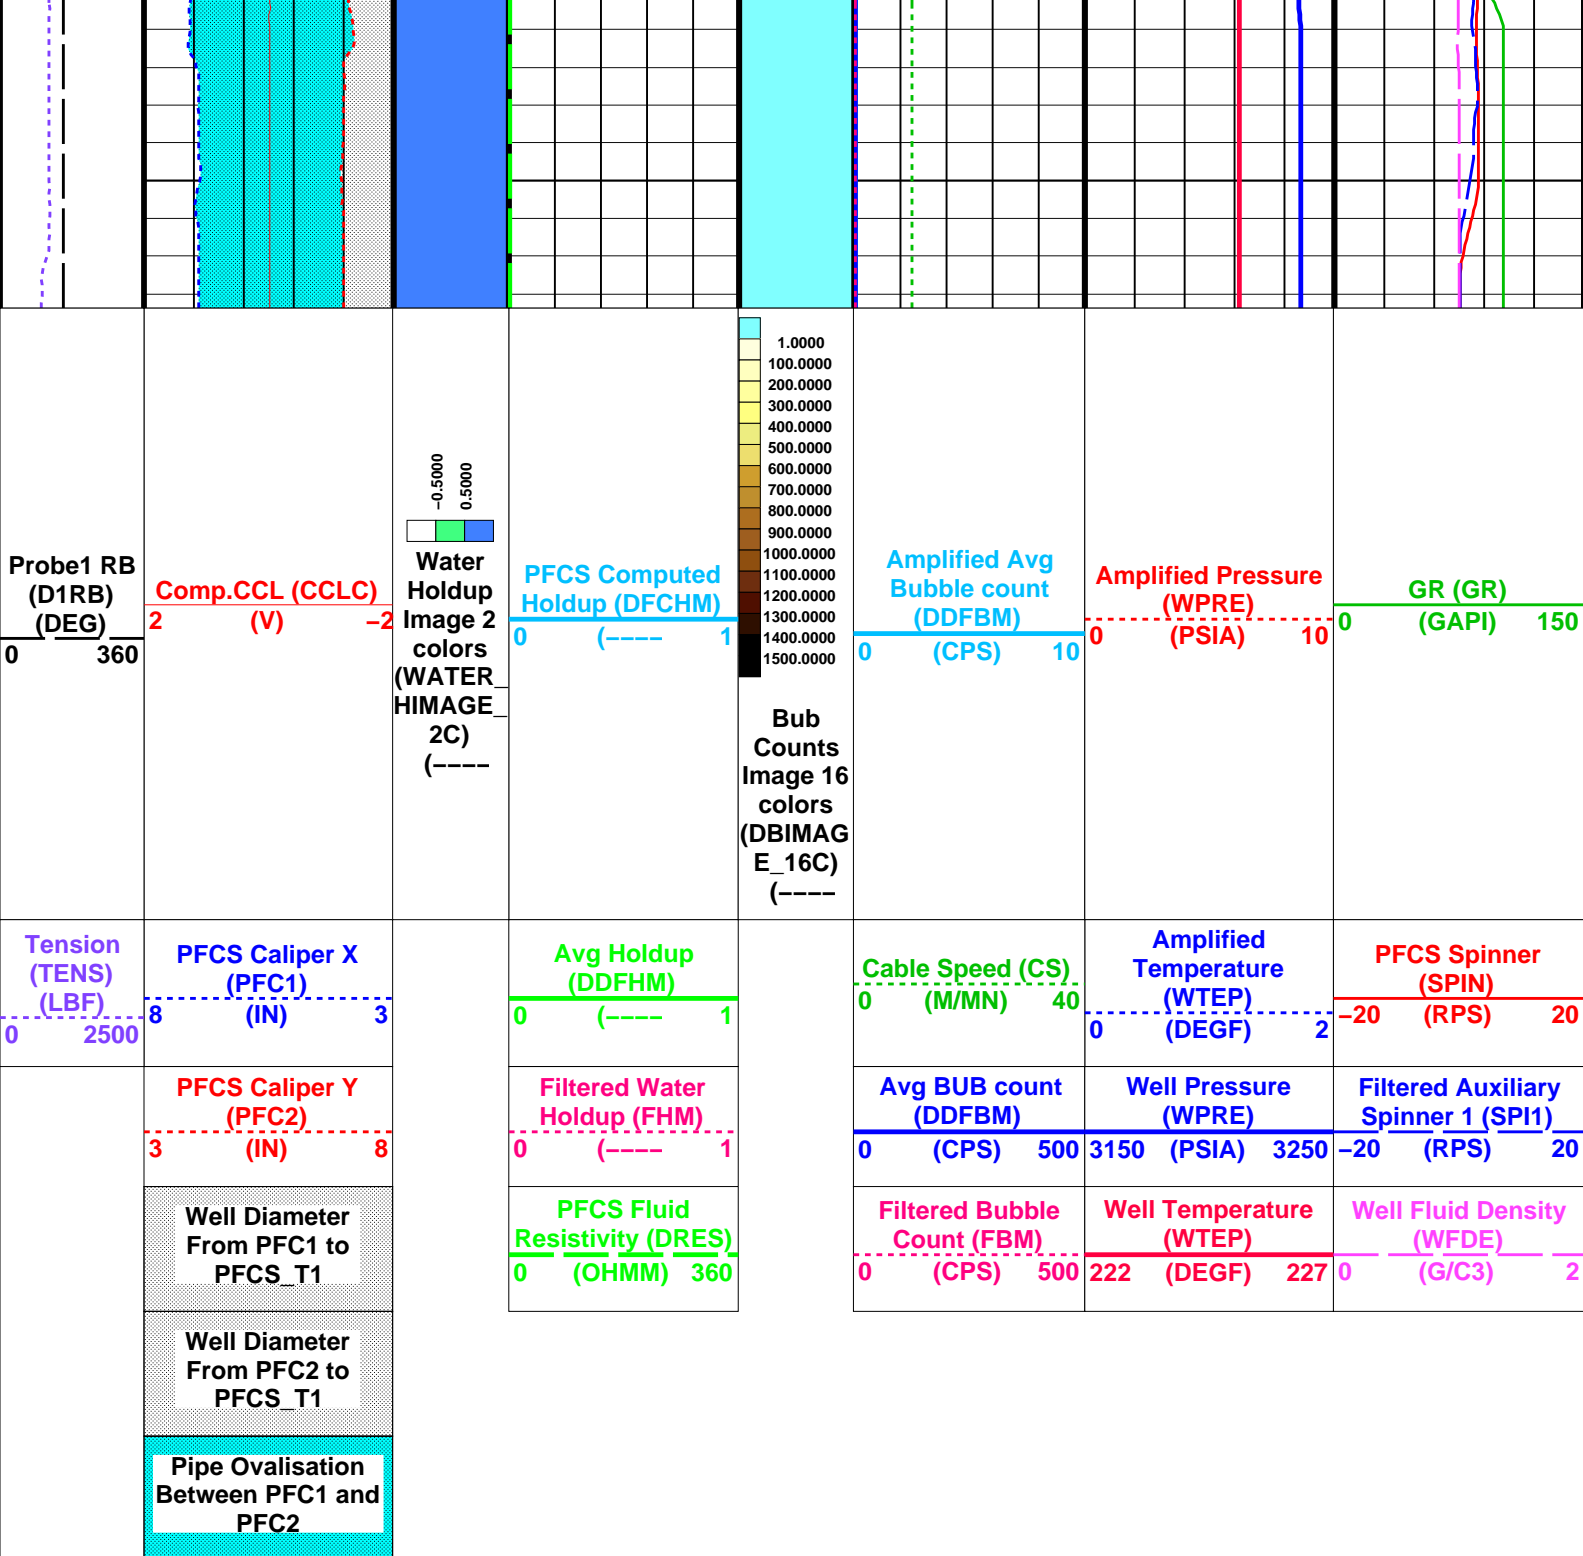 Probe1 RB
(D1RB)
(DEG)
0 360
Comp.CCL (CCLC)
2 (V) −2
−0.5000
0.5000
Water
Holdup
Image 2
colors
(WATER_
HIMAGE_
2C)
(−−−−
PFCS Computed
Holdup (DFCHM)
0 (−−−− 1
1.0000
100.0000
200.0000
300.0000
400.0000
500.0000
600.0000
700.0000
800.0000
900.0000
1000.0000
1100.0000
1200.0000
1300.0000
1400.0000
1500.0000
Bub
Counts
Image 16
colors
(DBIMAG
E_16C)
(−−−−
Amplified Avg
Bubble count
(DDFBM)
0 (CPS) 10
Amplified Pressure
(WPRE)
0 (PSIA) 10
GR (GR)
0 (GAPI) 150
Tension
(TENS)
(LBF)
0 2500
PFCS Caliper X
(PFC1)
8 (IN) 3
Avg Holdup
(DDFHM)
0 (−−−− 1
Cable Speed (CS)
0 (M/MN) 40
Amplified
Temperature
(WTEP)
0 (DEGF) 2
PFCS Spinner
(SPIN)
−20 (RPS) 20
PFCS Caliper Y
(PFC2)
3 (IN) 8
Filtered Water
Holdup (FHM)
0 (−−−− 1
Avg BUB count
(DDFBM)
0 (CPS) 500
Well Pressure
(WPRE)
3150 (PSIA) 3250
Filtered Auxiliary
Spinner 1 (SPI1)
−20 (RPS) 20
Well Diameter
From PFC1 to
PFCS_T1
PFCS Fluid
Resistivity (DRES)
0 (OHMM) 360
Filtered Bubble
Count (FBM)
0 (CPS) 500
Well Temperature
(WTEP)
222 (DEGF) 227
Well Fluid Density
(WFDE)
0 (G/C3) 2
Well Diameter
From PFC2 to
PFCS_T1
Pipe Ovalisation
Between PFC1 and
PFC2